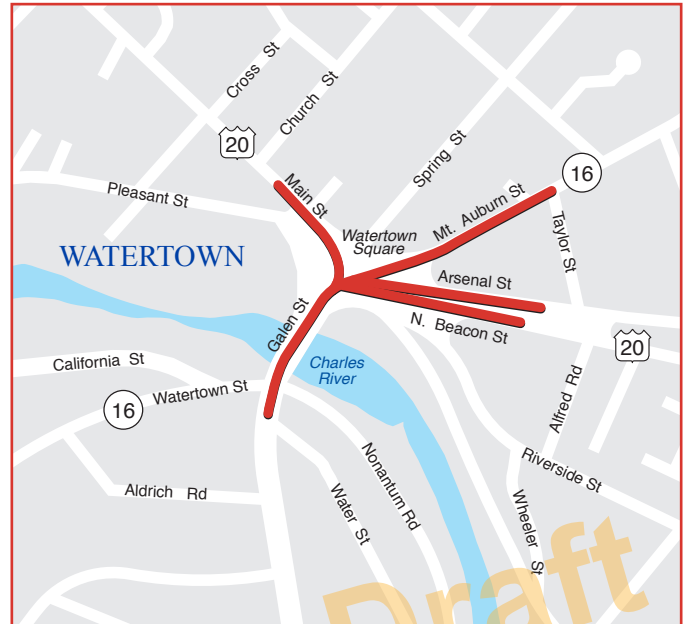 Cross St
Church St
20
Spring St
16
Main St
Pleasant St
Mt. Auburn St
Taylor St
Watertown
Square
WATERTOWN
Arsenal St
N. Beacon St
Galen St
20
California St
Charles
River
Watertown St
16
Alfred Rd
Nonantum Rd
Riverside St
Aldrich Rd
Water St
Wheeler St
Draft